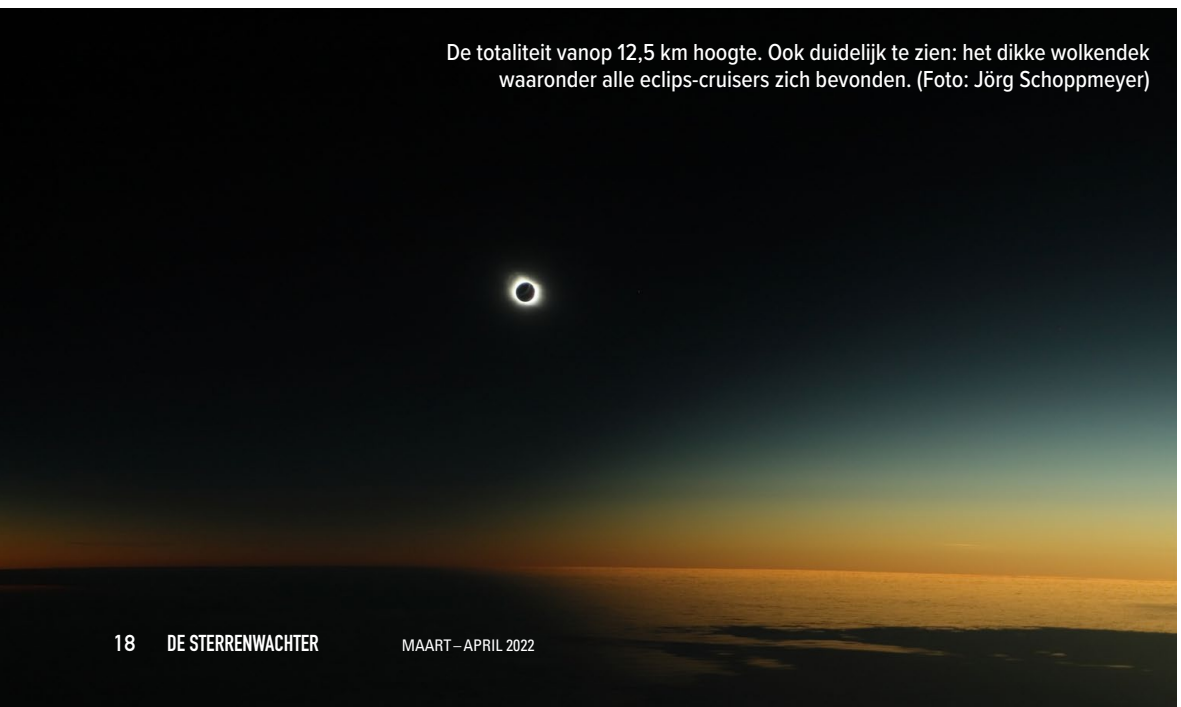 De totaliteit vanop 12,5 km hoogte. Ook duidelijk te zien: het dikke wolkendek
waaronder alle eclips-cruisers zich bevonden. (Foto: Jörg Schoppmeyer)
18 DE STERRENWACHTER MAART–APRIL 2022